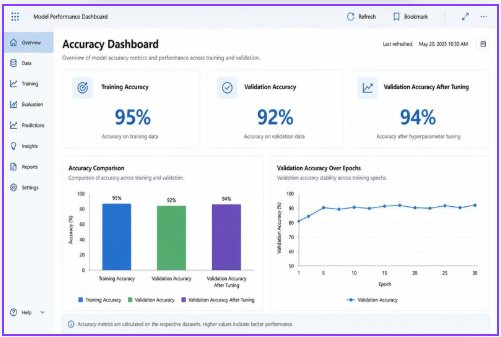 Model Performance Dashboard
Refresh
Bookmark
Overview
Data
Training
Evaluation
Predictions
Insights
Reports
Settings
Help
Accuracy Dashboard
Last refreshed: May 20, 2025 10:30 AM
Overview of model accuracy metrics and performance across training and validation.
Training Accuracy
95%
Accuracy on training data
Validation Accuracy
92%
Accuracy on validation data
Validation Accuracy After Tuning
94%
Accuracy after hyperparameter tuning
Accuracy Comparison
Comparison of accuracy across training and validation.
Accuracy (%)
100
80
60
40
20
0
95%
92%
94%
Training Accuracy
Validation Accuracy
Validation Accuracy
After Tuning
Training Accuracy Validation Accuracy Validation Accuracy After Tuning
Validation Accuracy Over Epochs
Validation accuracy stability across training epochs.
Validation Accuracy (%)
100
90
80
70
60
50
1 5 10 15 20 25 30
Epoch
Validation Accuracy
Accuracy metrics are calculated on the respective datasets. Higher values indicate better performance.